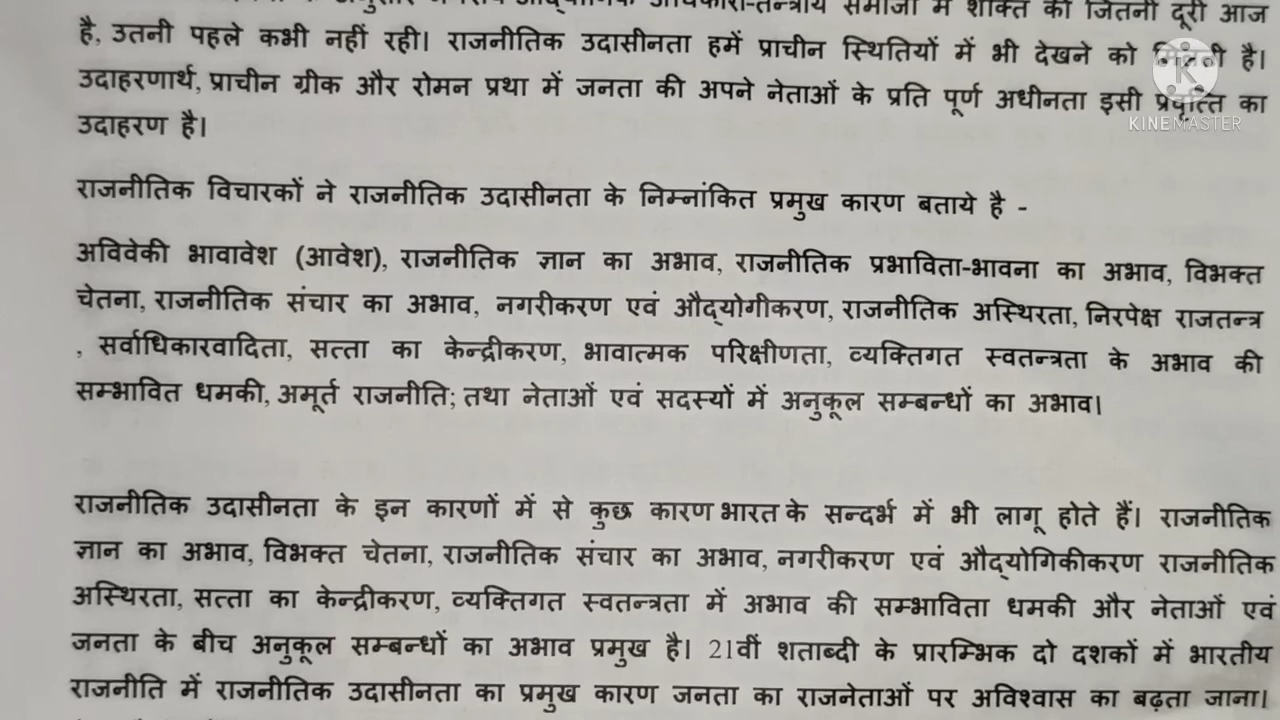 के अनुसार समाजों में शक्ति की जितनी दूरी आज
है, उतनी पहले कभी नहीं रही। राजनीतिक उदासीनता हमें प्राचीन स्थितियों में भी देखने को मिलती है।
उदाहरणार्थ, प्राचीन ग्रीक और रोमन प्रथा में जनता की अपने नेताओं के प्रति पूर्ण अधीनता इसी प्रवृत्ति का
उदाहरण है।
KINEMASTER
राजनीतिक विचारकों ने राजनीतिक उदासीनता के निम्नांकित प्रमुख कारण बताये है -
अविवेकी भावावेश (आवेश), राजनीतिक ज्ञान का अभाव, राजनीतिक प्रभाविता-भावना का अभाव, विभक्त
चेतना, राजनीतिक संचार का अभाव, नगरीकरण एवं औद्योगीकरण, राजनीतिक अस्थिरता, निरपेक्ष राजतन्त्र
, सर्वाधिकारवादिता, सत्ता का केन्द्रीकरण, भावात्मक परिक्षीणता, व्यक्तिगत स्वतन्त्रता के अभाव की
सम्भावित धमकी, अमूर्त राजनीति; तथा नेताओं एवं सदस्यों में अनुकूल सम्बन्धों का अभाव।
राजनीतिक उदासीनता के इन कारणों में से कुछ कारण भारत के सन्दर्भ में भी लागू होते हैं। राजनीतिक
ज्ञान का अभाव, विभक्त चेतना, राजनीतिक संचार का अभाव, नगरीकरण एवं औद्योगिकीकरण राजनीतिक
अस्थिरता, सत्ता का केन्द्रीकरण, व्यक्तिगत स्वतन्त्रता में अभाव की सम्भाविता धमकी और नेताओं एवं
जनता के बीच अनुकूल सम्बन्धों का अभाव प्रमुख है। 21वीं शताब्दी के प्रारम्भिक दो दशकों में भारतीय
राजनीति में राजनीतिक उदासीनता का प्रमुख कारण जनता का राजनेताओं पर अविश्वास का बढ़ता जाना।